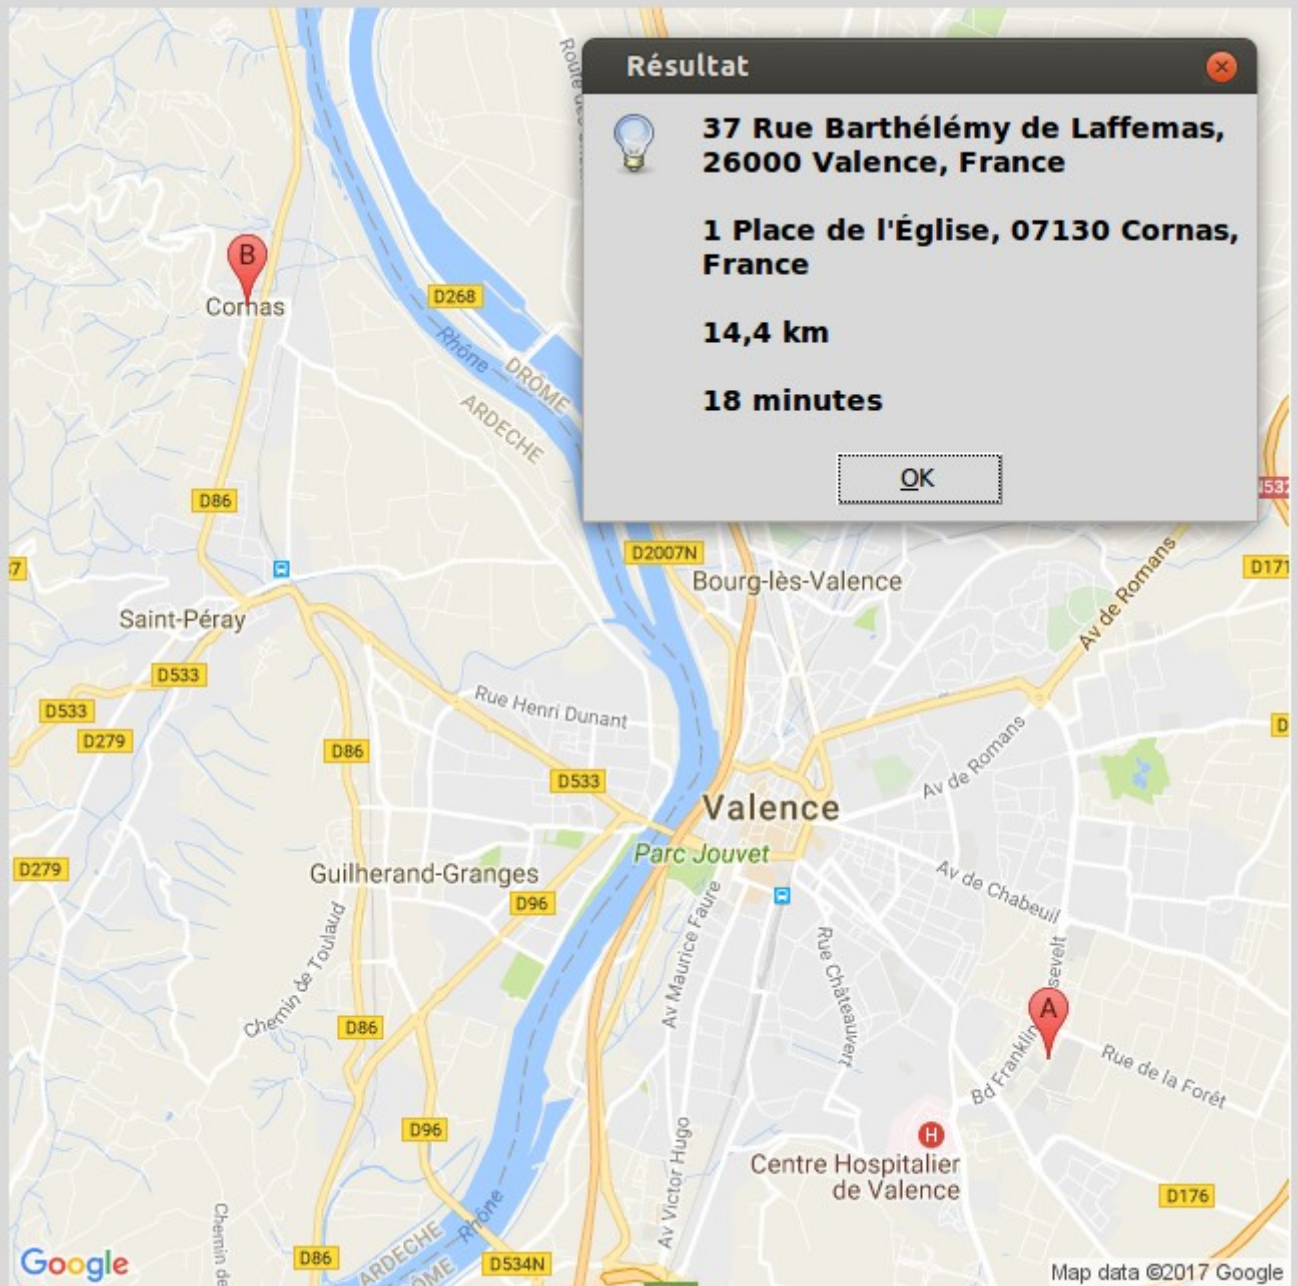 Résultat
37 Rue Barthélémy de Laffemas,
26000 Valence, France
1 Place de l'Église, 07130 Cornas,
France
14,4 km
18 minutes
OK
B
Cornas
D268
Rhône
DRÔME
ARDECHE
D86
D2007N
Bourg-lès-Valence
D171
Av de Romans
Saint-Péray
D533
D533
D279
Rue Henri Dunant
D86
D533
Av de Romans
Valence
Parc Jouvet
D279
Guilherand-Granges
D96
Av de Chabeuil
Chemin de Toulaud
Av Maurice Faure
Rue Châteauvert
A
D86
Bd Franklin
Rue de la Forêt
D96
H
Centre Hospitalier
de Valence
Av Victor Hugo
D176
Rhône
ARDECHE
D86
D534N
Google
Map data ©2017 Google